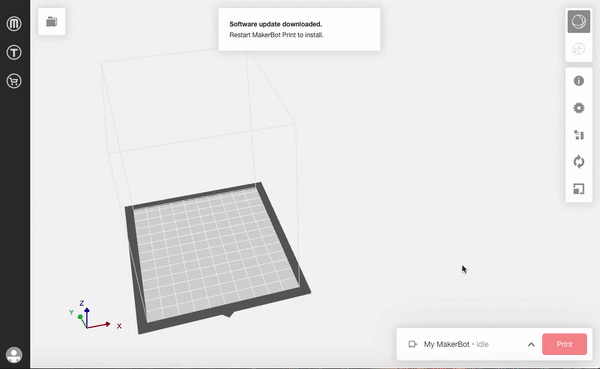 Software update downloaded.
Restart MakerBot Print to install.
M
T
Z
Y
X
My MakerBot • Idle
Print